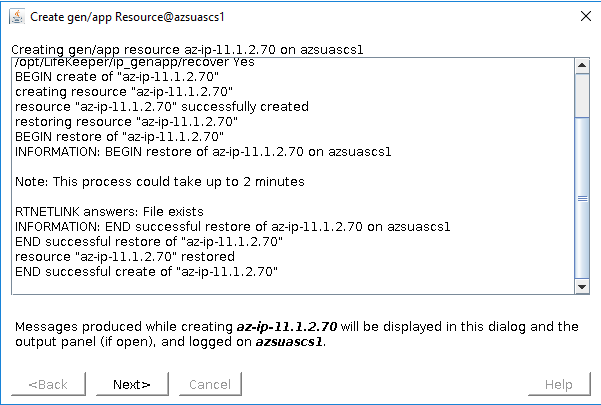 Create gen/app Resource@azsuascs1
Creating gen/app resource az-ip-11.1.2.70 on azsuascs1
/opt/LifeKeeper/ip_genapp/recover Yes
BEGIN create of "az-ip-11.1.2.70"
creating resource "az-ip-11.1.2.70"
resource "az-ip-11.1.2.70" successfully created
restoring resource "az-ip-11.1.2.70"
BEGIN restore of "az-ip-11.1.2.70"
INFORMATION: BEGIN restore of az-ip-11.1.2.70 on azsuascs1
Note: This process could take up to 2 minutes
RTNETLINK answers: File exists
INFORMATION: END successful restore of az-ip-11.1.2.70 on azsuascs1
END successful restore of "az-ip-11.1.2.70"
resource "az-ip-11.1.2.70" restored
END successful create of "az-ip-11.1.2.70"
Messages produced while creating az-ip-11.1.2.70 will be displayed in this dialog and the
output panel (if open), and logged on azsuascs1.
<Back Next> Cancel Help